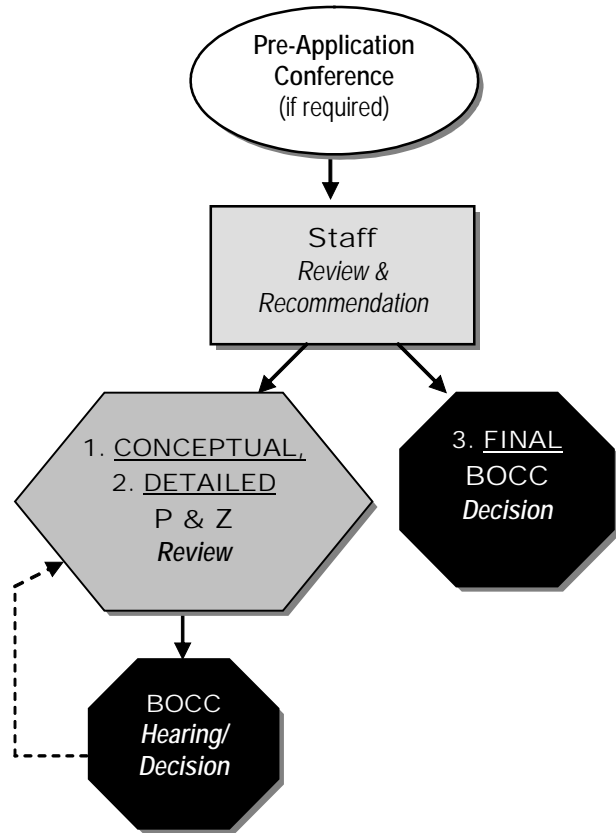 Pre-Application
Conference
(if required)
Staff
Review &
Recommendation
1. CONCEPTUAL,
2. DETAILED
P & Z
Review
3. FINAL
BOCC
Decision
BOCC
Hearing/
Decision